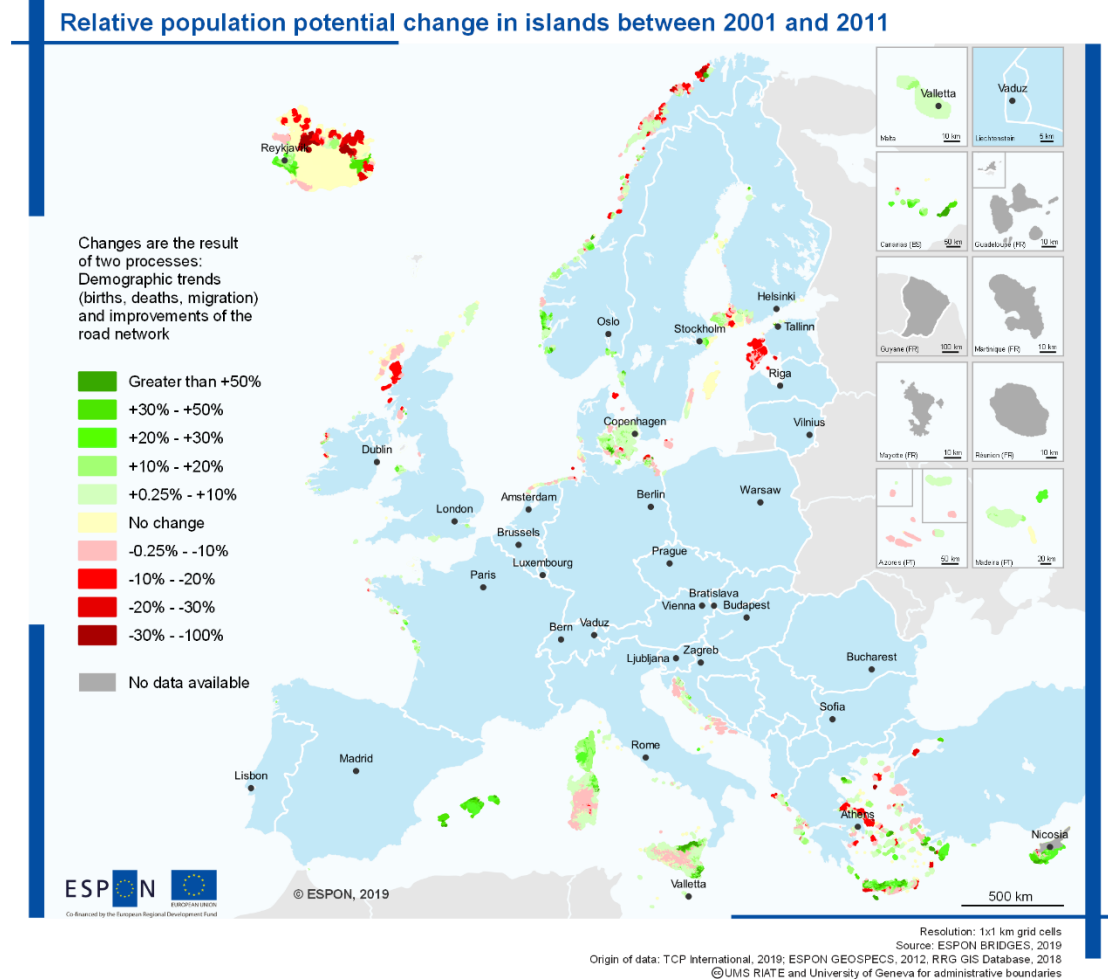 Relative population potential change in islands between 2001 and 2011
Changes are the result
of two processes:
Demographic trends
(births, deaths, migration)
and improvements of the
road network
Greater than +50%
+30% - +50%
+20% - +30%
+10% - +20%
+0.25% - +10%
No change
-0.25% - -10%
-10% - -20%
-20% - -30%
-30% - -100%
No data available
Reykjavik
Oslo
Stockholm
Helsinki
Tallinn
Riga
Vilnius
Copenhagen
Dublin
London
Amsterdam
Brussels
Luxembourg
Paris
Berlin
Warsaw
Prague
Bratislava
Vienna
Budapest
Bern
Vaduz
Ljubljana
Zagreb
Bucharest
Sofia
Rome
Madrid
Lisbon
Athens
Nicosia
Valletta
Valletta
Malta
10 km
Vaduz
Liechtenstein
5 km
Canarias (ES)
50 km
Guadeloupe (FR)
10 km
Guyane (FR)
100 km
Martinique (FR)
10 km
Mayotte (FR)
10 km
Réunion (FR)
10 km
Azores (PT)
50 km
Madeira (PT)
20 km
500 km
ESPON
EUROPEAN UNION
Co-financed by the European Regional Development Fund
© ESPON, 2019
Resolution: 1x1 km grid cells
Source: ESPON BRIDGES, 2019
Origin of data: TCP International, 2019; ESPON GEOSPECS, 2012, RRG GIS Database, 2018
UMS RIATE and University of Geneva for administrative boundaries